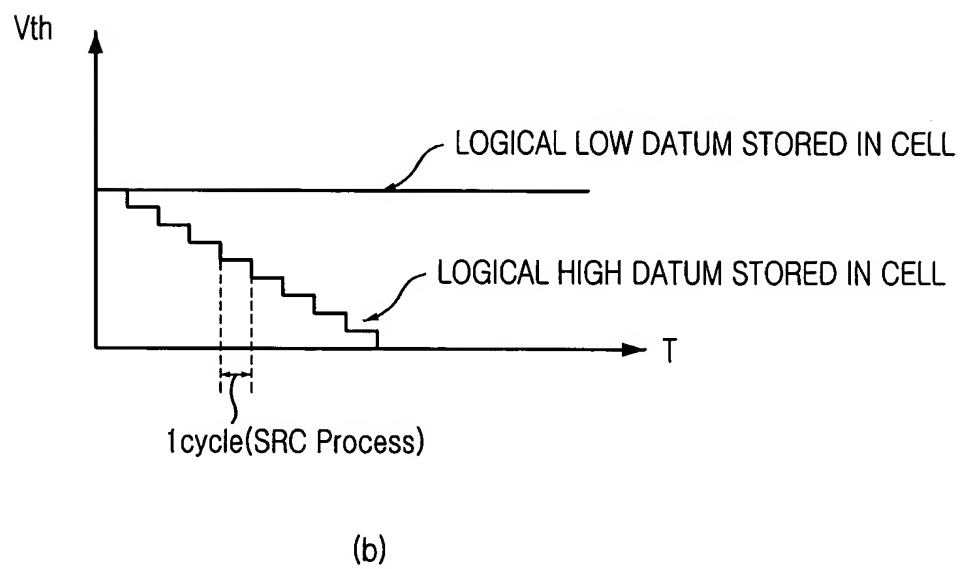 Vth
LOGICAL LOW DATUM STORED IN CELL
LOGICAL HIGH DATUM STORED IN CELL
T
1cycle(SRC Process)
(b)